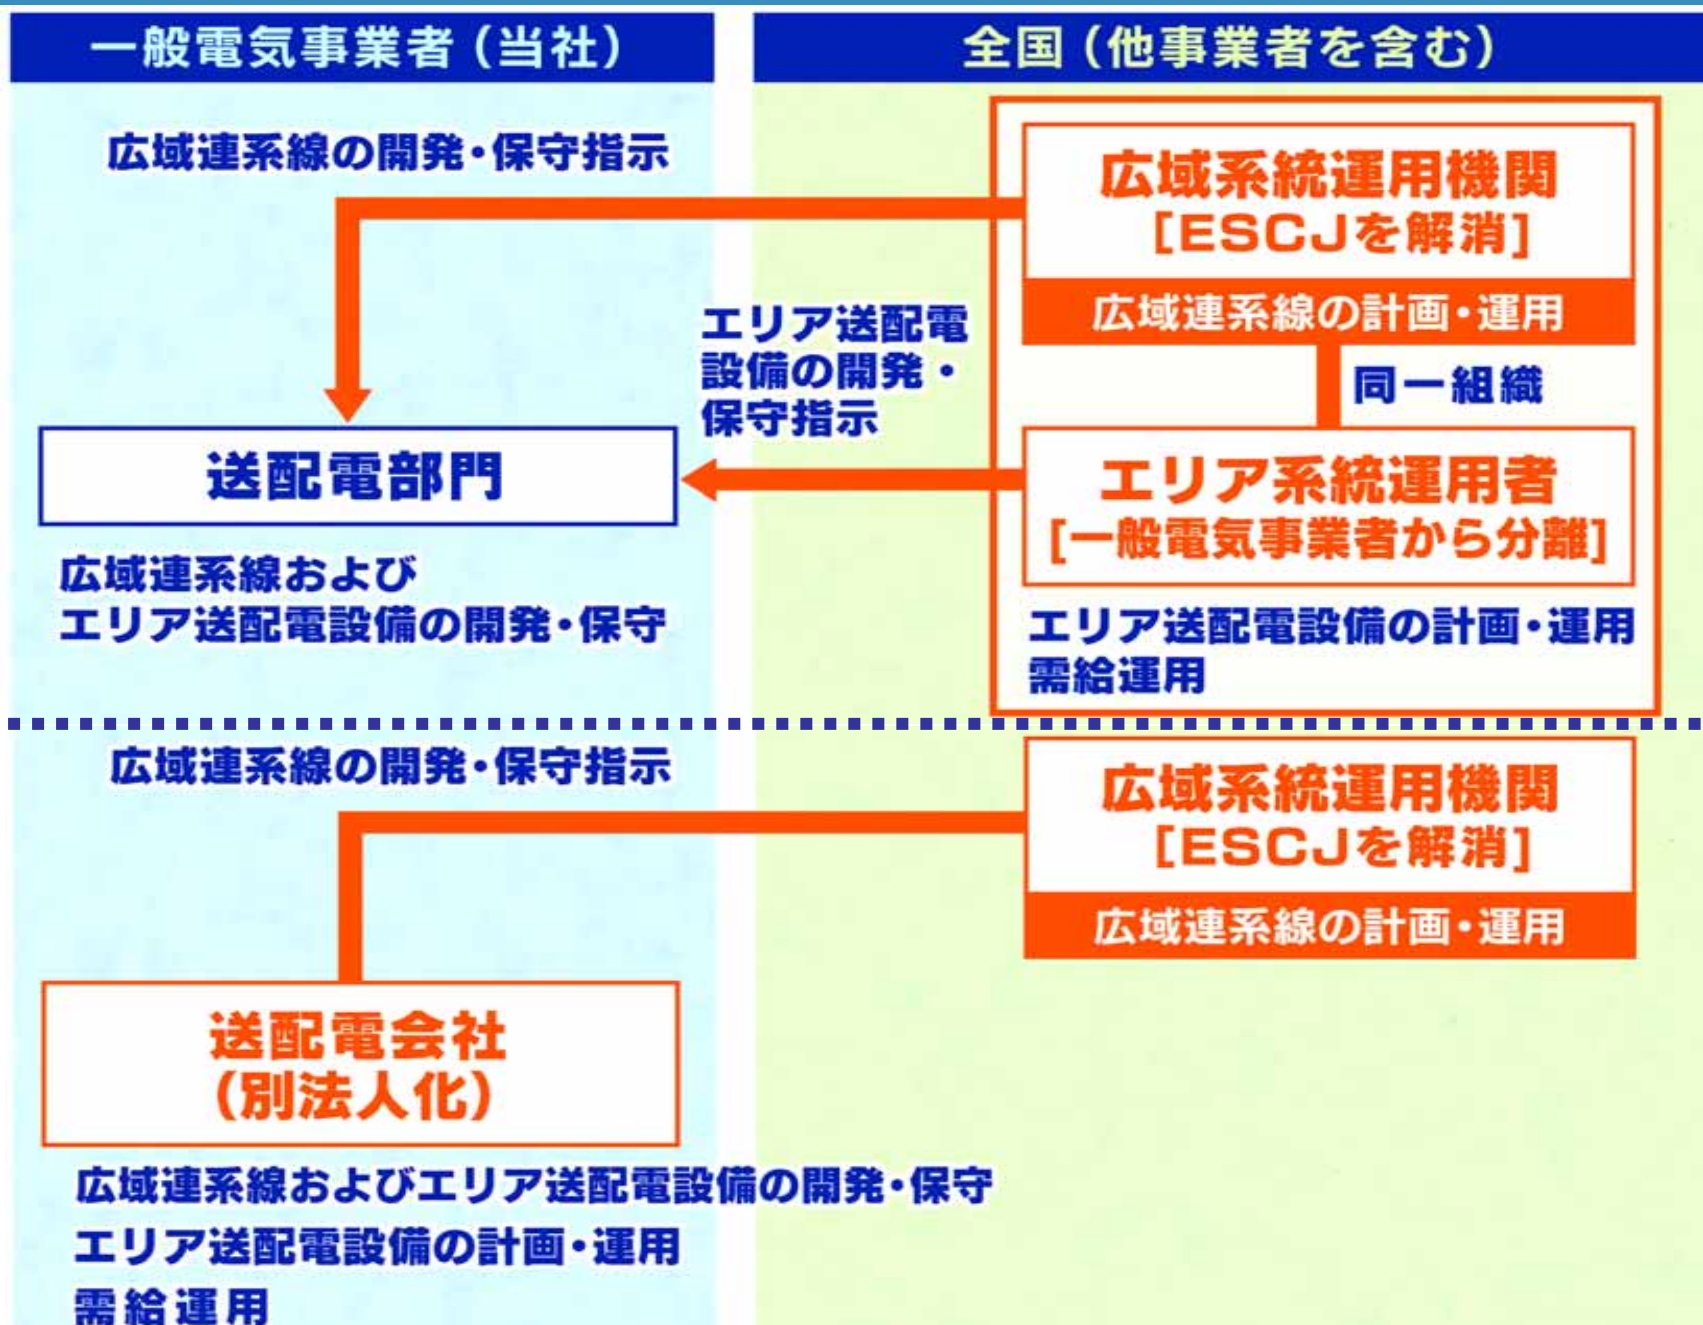 一般電気事業者（当社）
全国（他事業者を含む）
広域連系線の開発・保守指示
広域系統運用機関
[ESCJを解消]
広域連系線の計画・運用
エリア送配電
設備の開発・
保守指示
同一組織
送配電部門
エリア系統運用者
[一般電気事業者から分離]
広域連系線および
エリア送配電設備の開発・保守
エリア送配電設備の計画・運用
需給運用
広域連系線の開発・保守指示
広域系統運用機関
[ESCJを解消]
広域連系線の計画・運用
送配電会社
（別法人化）
広域連系線およびエリア送配電設備の開発・保守
エリア送配電設備の計画・運用
需給運用